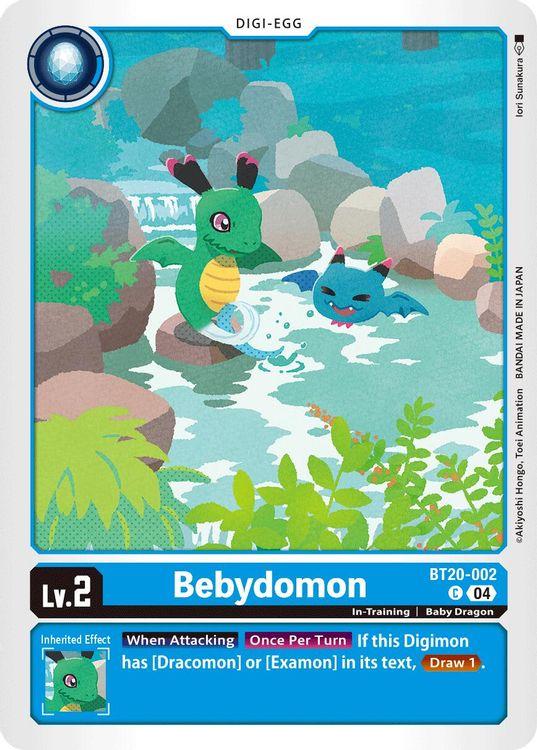 DIGI-EGG
Iori Sunakura
©Akiyoshi Hongo, Toei Animation BANDAI MADE IN JAPAN
Lv.2
Bebydomon
BT20-002
C 04
In-Training | Baby Dragon
Inherited Effect
When Attacking Once Per Turn If this Digimon
has [Dracomon] or [Examon] in its text, Draw 1.